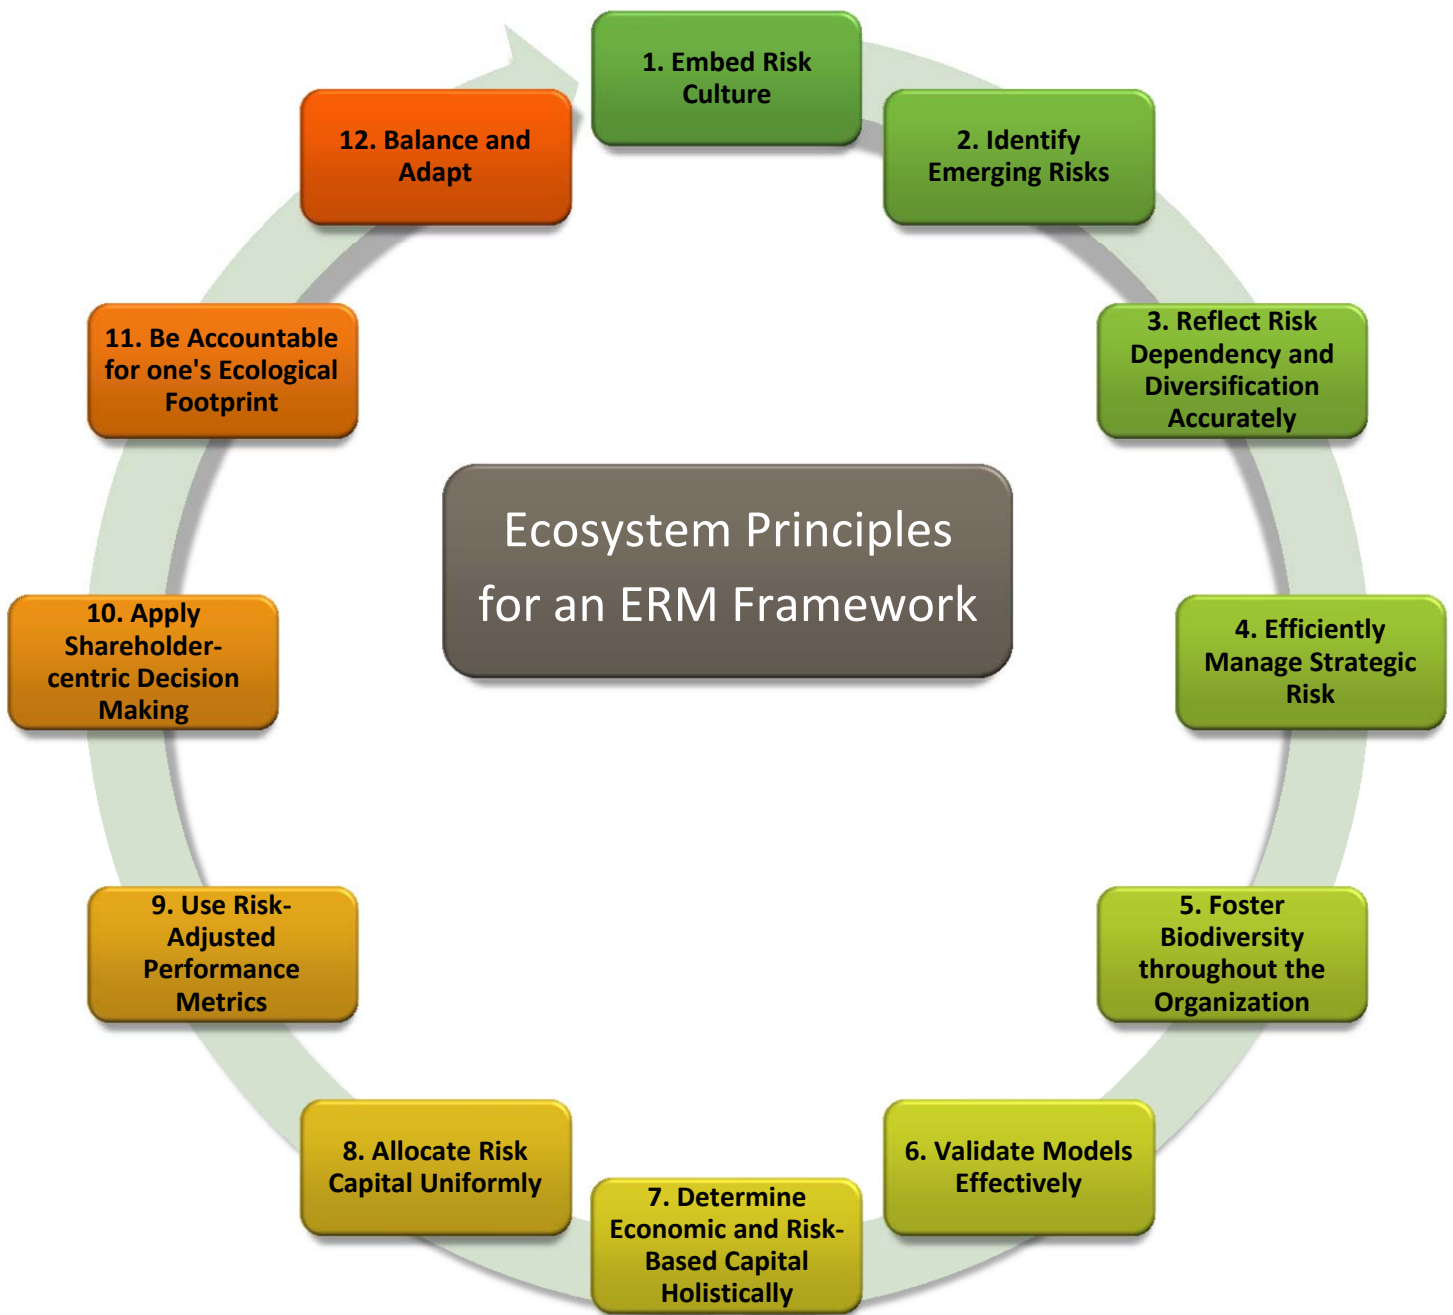 1. Embed Risk
Culture
2. Identify
Emerging Risks
3. Reflect Risk
Dependency and
Diversification
Accurately
4. Efficiently
Manage Strategic
Risk
5. Foster
Biodiversity
throughout the
Organization
6. Validate Models
Effectively
7. Determine
Economic and Risk-
Based Capital
Holistically
8. Allocate Risk
Capital Uniformly
9. Use Risk-
Adjusted
Performance
Metrics
10. Apply
Shareholder-
centric Decision
Making
11. Be Accountable
for one's Ecological
Footprint
12. Balance and
Adapt
Ecosystem Principles
for an ERM Framework